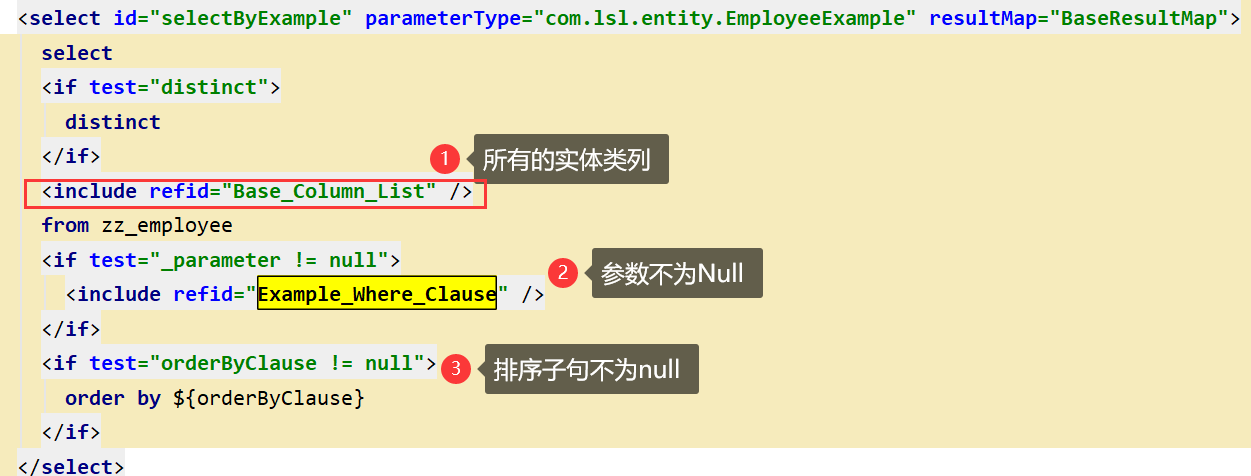 <select id="selectByExample" parameterType="com.lsl.entity.EmployeeExample" resultMap="BaseResultMap">
select
<if test="distinct">
distinct
</if>
1 所有的实体类列
<include refid="Base_Column_List" />
from zz_employee
<if test="_parameter != null">
2 参数不为Null
<include refid="Example_Where_Clause" />
</if>
<if test="orderByClause != null">
3 排序子句不为null
order by ${orderByClause}
</if>
</select>